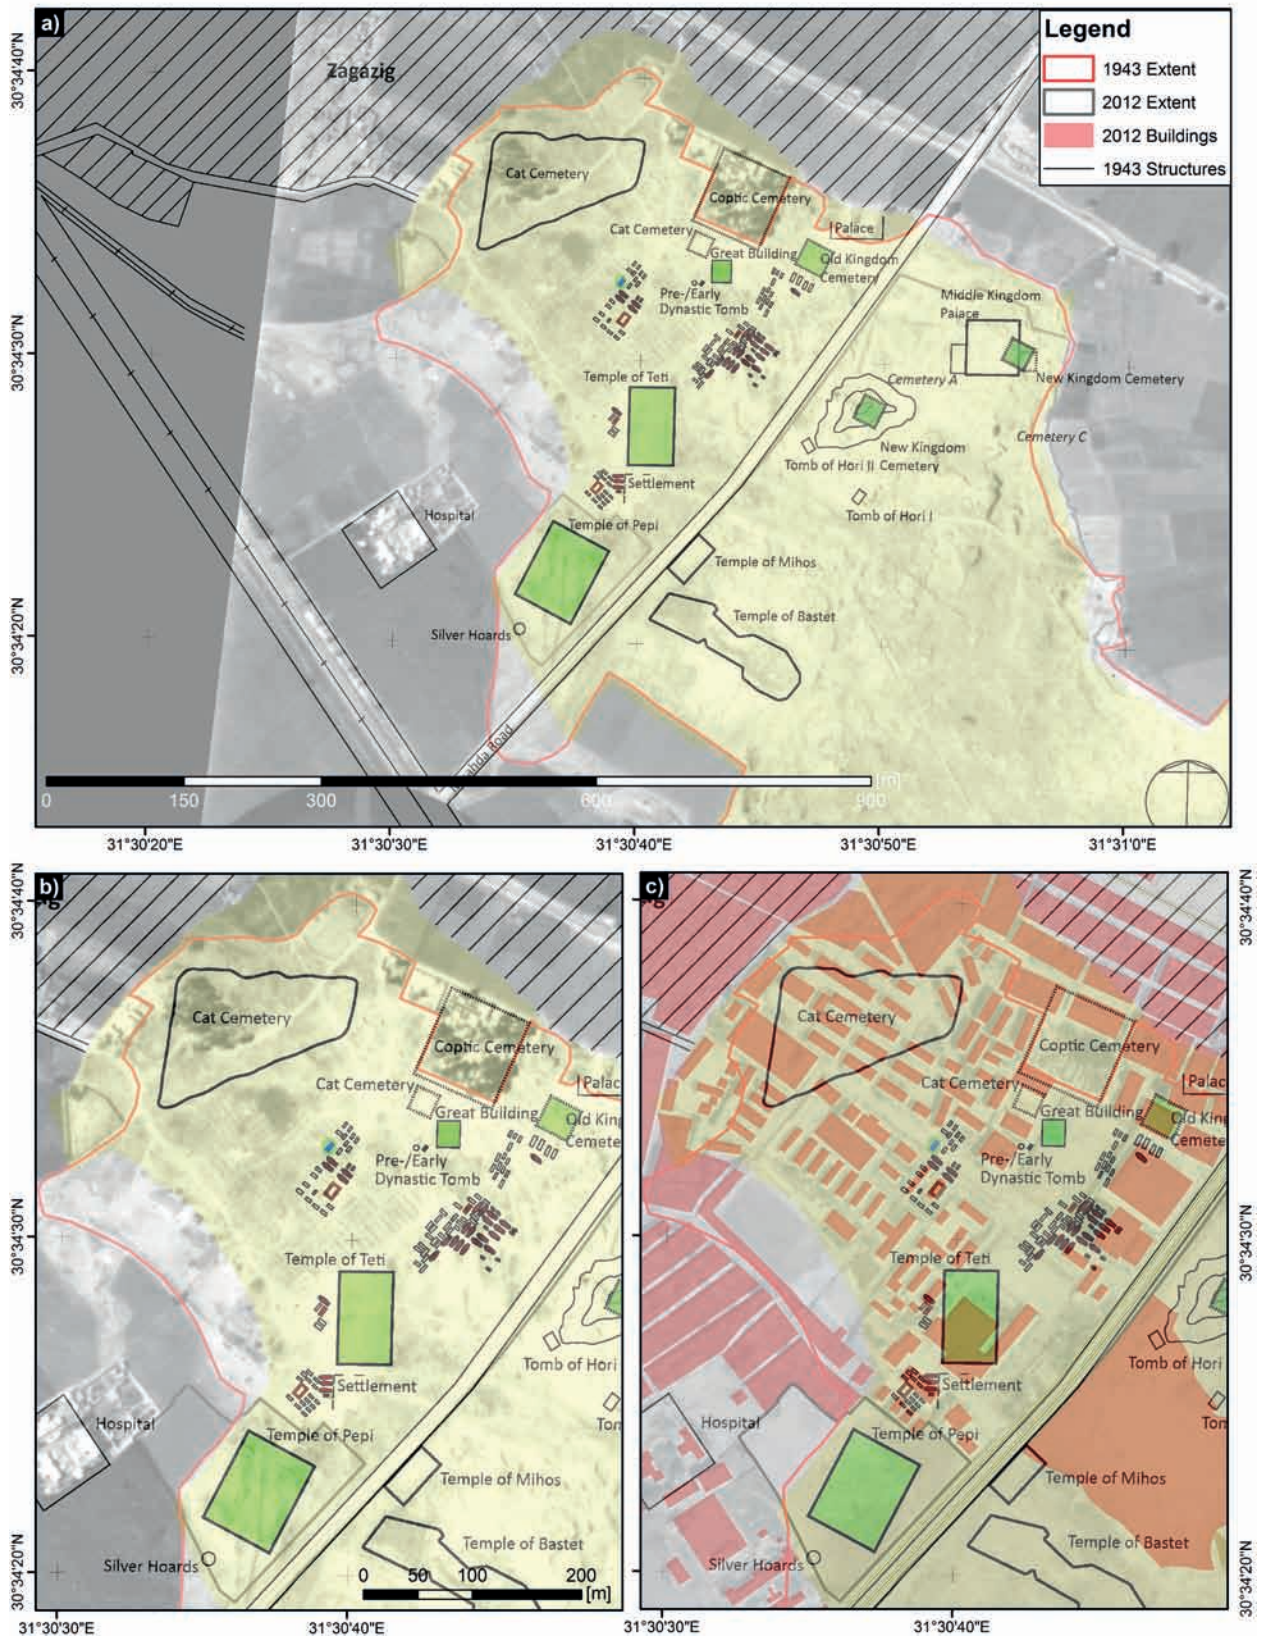 a)
Legend
1943 Extent
2012 Extent
2012 Buildings
1943 Structures
30°34'40"N
30°34'30"N
30°34'20"N
Zagazig
Cat Cemetery
Coptic Cemetery
Cat Cemetery
Palace
Great Building
Old Kingdom
Cemetery
Pre-/Early
Dynastic Tomb
Middle Kingdom
Palace
Temple of Teti
Cemetery A
New Kingdom Cemetery
Cemetery C
New Kingdom
Cemetery
Tomb of Hori II
Settlement
Hospital
Tomb of Hori I
Temple of Pepi
Temple of Mihos
Temple of Bastet
Silver Hoards
ahda Road
0 150 300 600 900
[m]
31°30'20"E 31°30'30"E 31°30'40"E 31°30'50"E 31°31'0"E
b)
30°34'40"N
30°34'30"N
30°34'20"N
ig
Cat Cemetery
Coptic Cemetery
Cat Cemetery
Palac
Great Building
Old King
Cemete
Pre-/Early
Dynastic Tomb
Temple of Teti
Tomb of Hori
Settlement
Hospital
Ton
Temple of Pepi
Temple of Mihos
Temple of Bastet
Silver Hoards
0 50 100 200
[m]
31°30'30"E 31°30'40"E
c)
30°34'40"N
30°34'30"N
30°34'20"N
ig
Cat Cemetery
Coptic Cemetery
Cat Cemetery
Palac
Great Building
Old King
Cemete
Pre-/Early
Dynastic Tomb
Temple of Teti
Tomb of Hori
Settlement
Hospital
Ton
Temple of Pepi
Temple of Mihos
Temple of Bastet
Silver Hoards
31°30'30"E 31°30'40"E